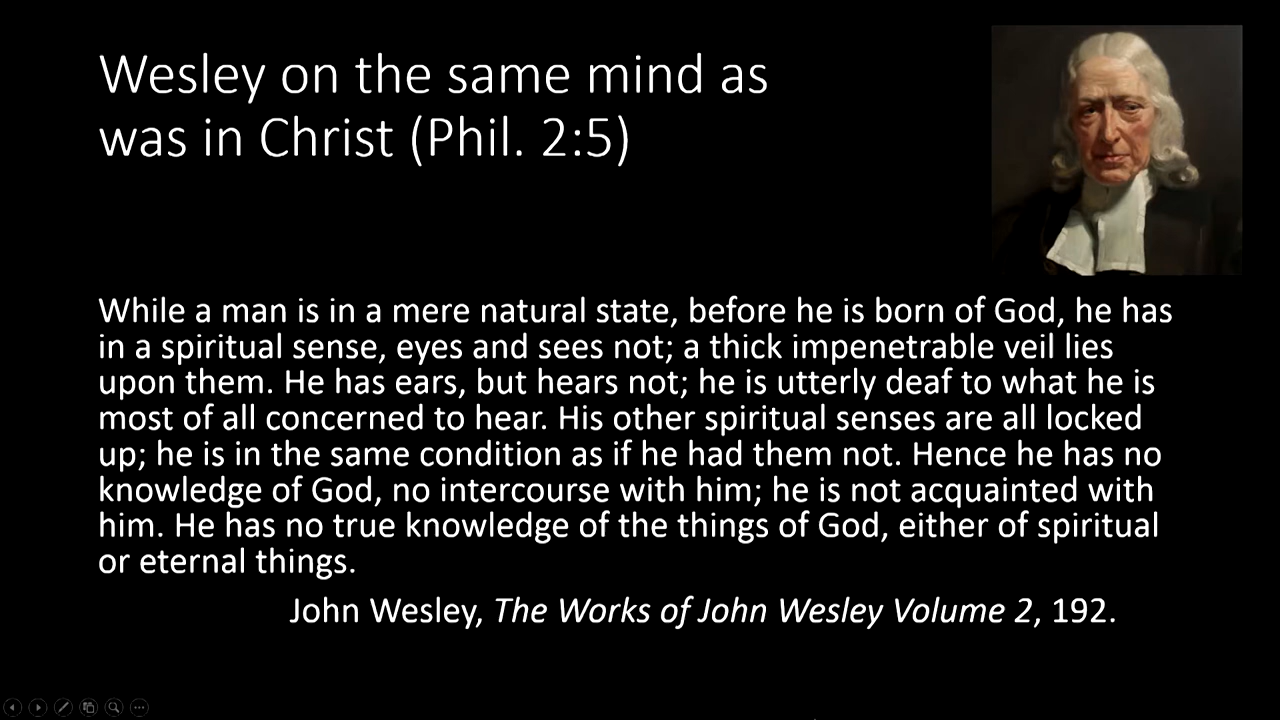 Wesley on the same mind as
was in Christ (Phil. 2:5)
While a man is in a mere natural state, before he is born of God, he has
in a spiritual sense, eyes and sees not; a thick impenetrable veil lies
upon them. He has ears, but hears not; he is utterly deaf to what he is
most of all concerned to hear. His other spiritual senses are all locked
up; he is in the same condition as if he had them not. Hence he has no
knowledge of God, no intercourse with him; he is not acquainted with
him. He has no true knowledge of the things of God, either of spiritual
or eternal things.
John Wesley, The Works of John Wesley Volume 2, 192.